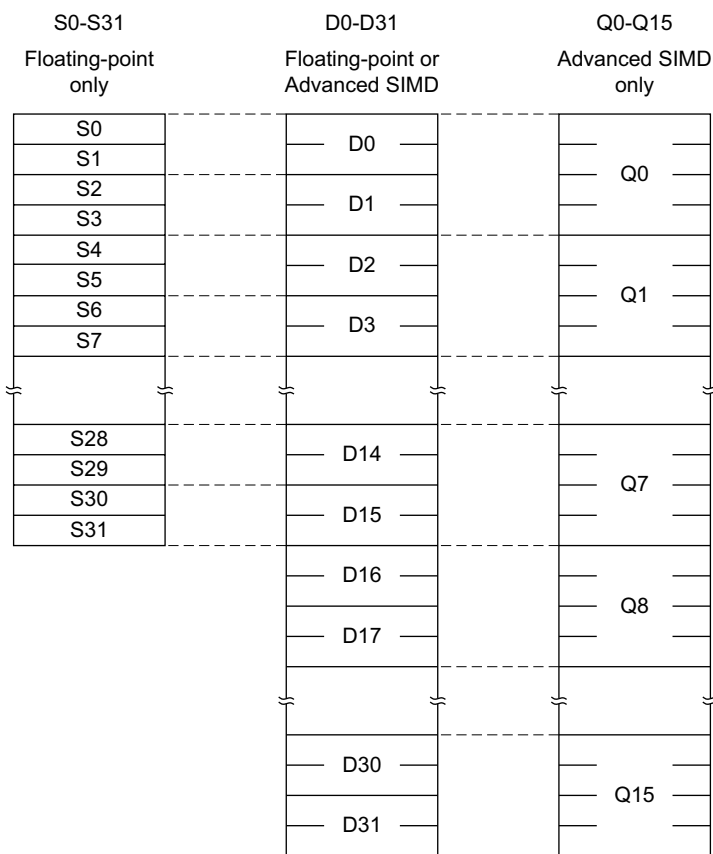 S0-S31
D0-D31
Q0-Q15
Floating-point
only
Floating-point or
Advanced SIMD
Advanced SIMD
only
S0
S1
S2
S3
S4
S5
S6
S7
S28
S29
S30
S31
D0
D1
D2
D3
D14
D15
D16
D17
D30
D31
Q0
Q1
Q7
Q8
Q15